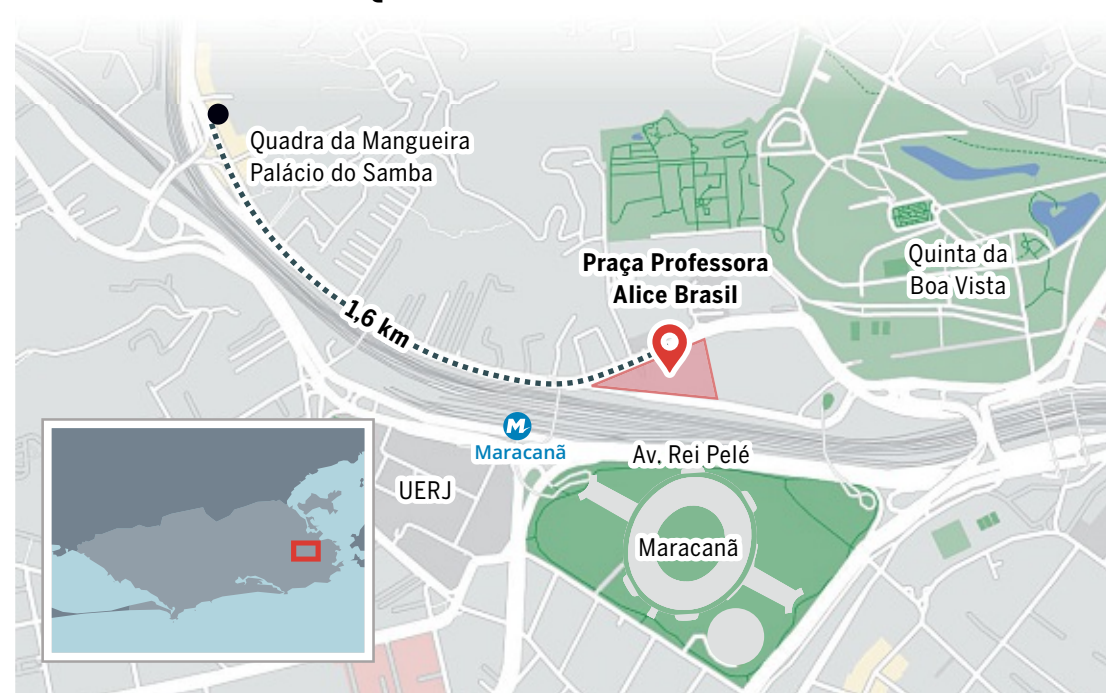 Quadra da Mangueira
Palácio do Samba
Praça Professora
Alice Brasil
Quinta da
Boa Vista
1,6 km
M
Maracanã
Av. Rei Pelé
UERJ
Maracanã